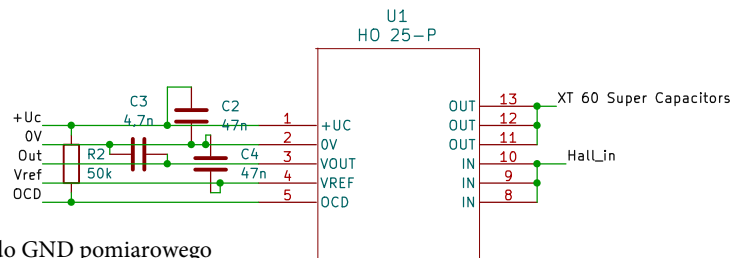 U1
HO 25-P
+Uc
0V
Out
Vref
OCD
C3
4,7n
C2
47n
R2
50k
C4
47n
1
2
3
4
5
+UC
0V
VOUT
VREF
OCD
OUT
OUT
OUT
IN
IN
IN
13
12
11
10
9
8
XT 60 Super Capacitors
Hall_in
do GND pomiarowego